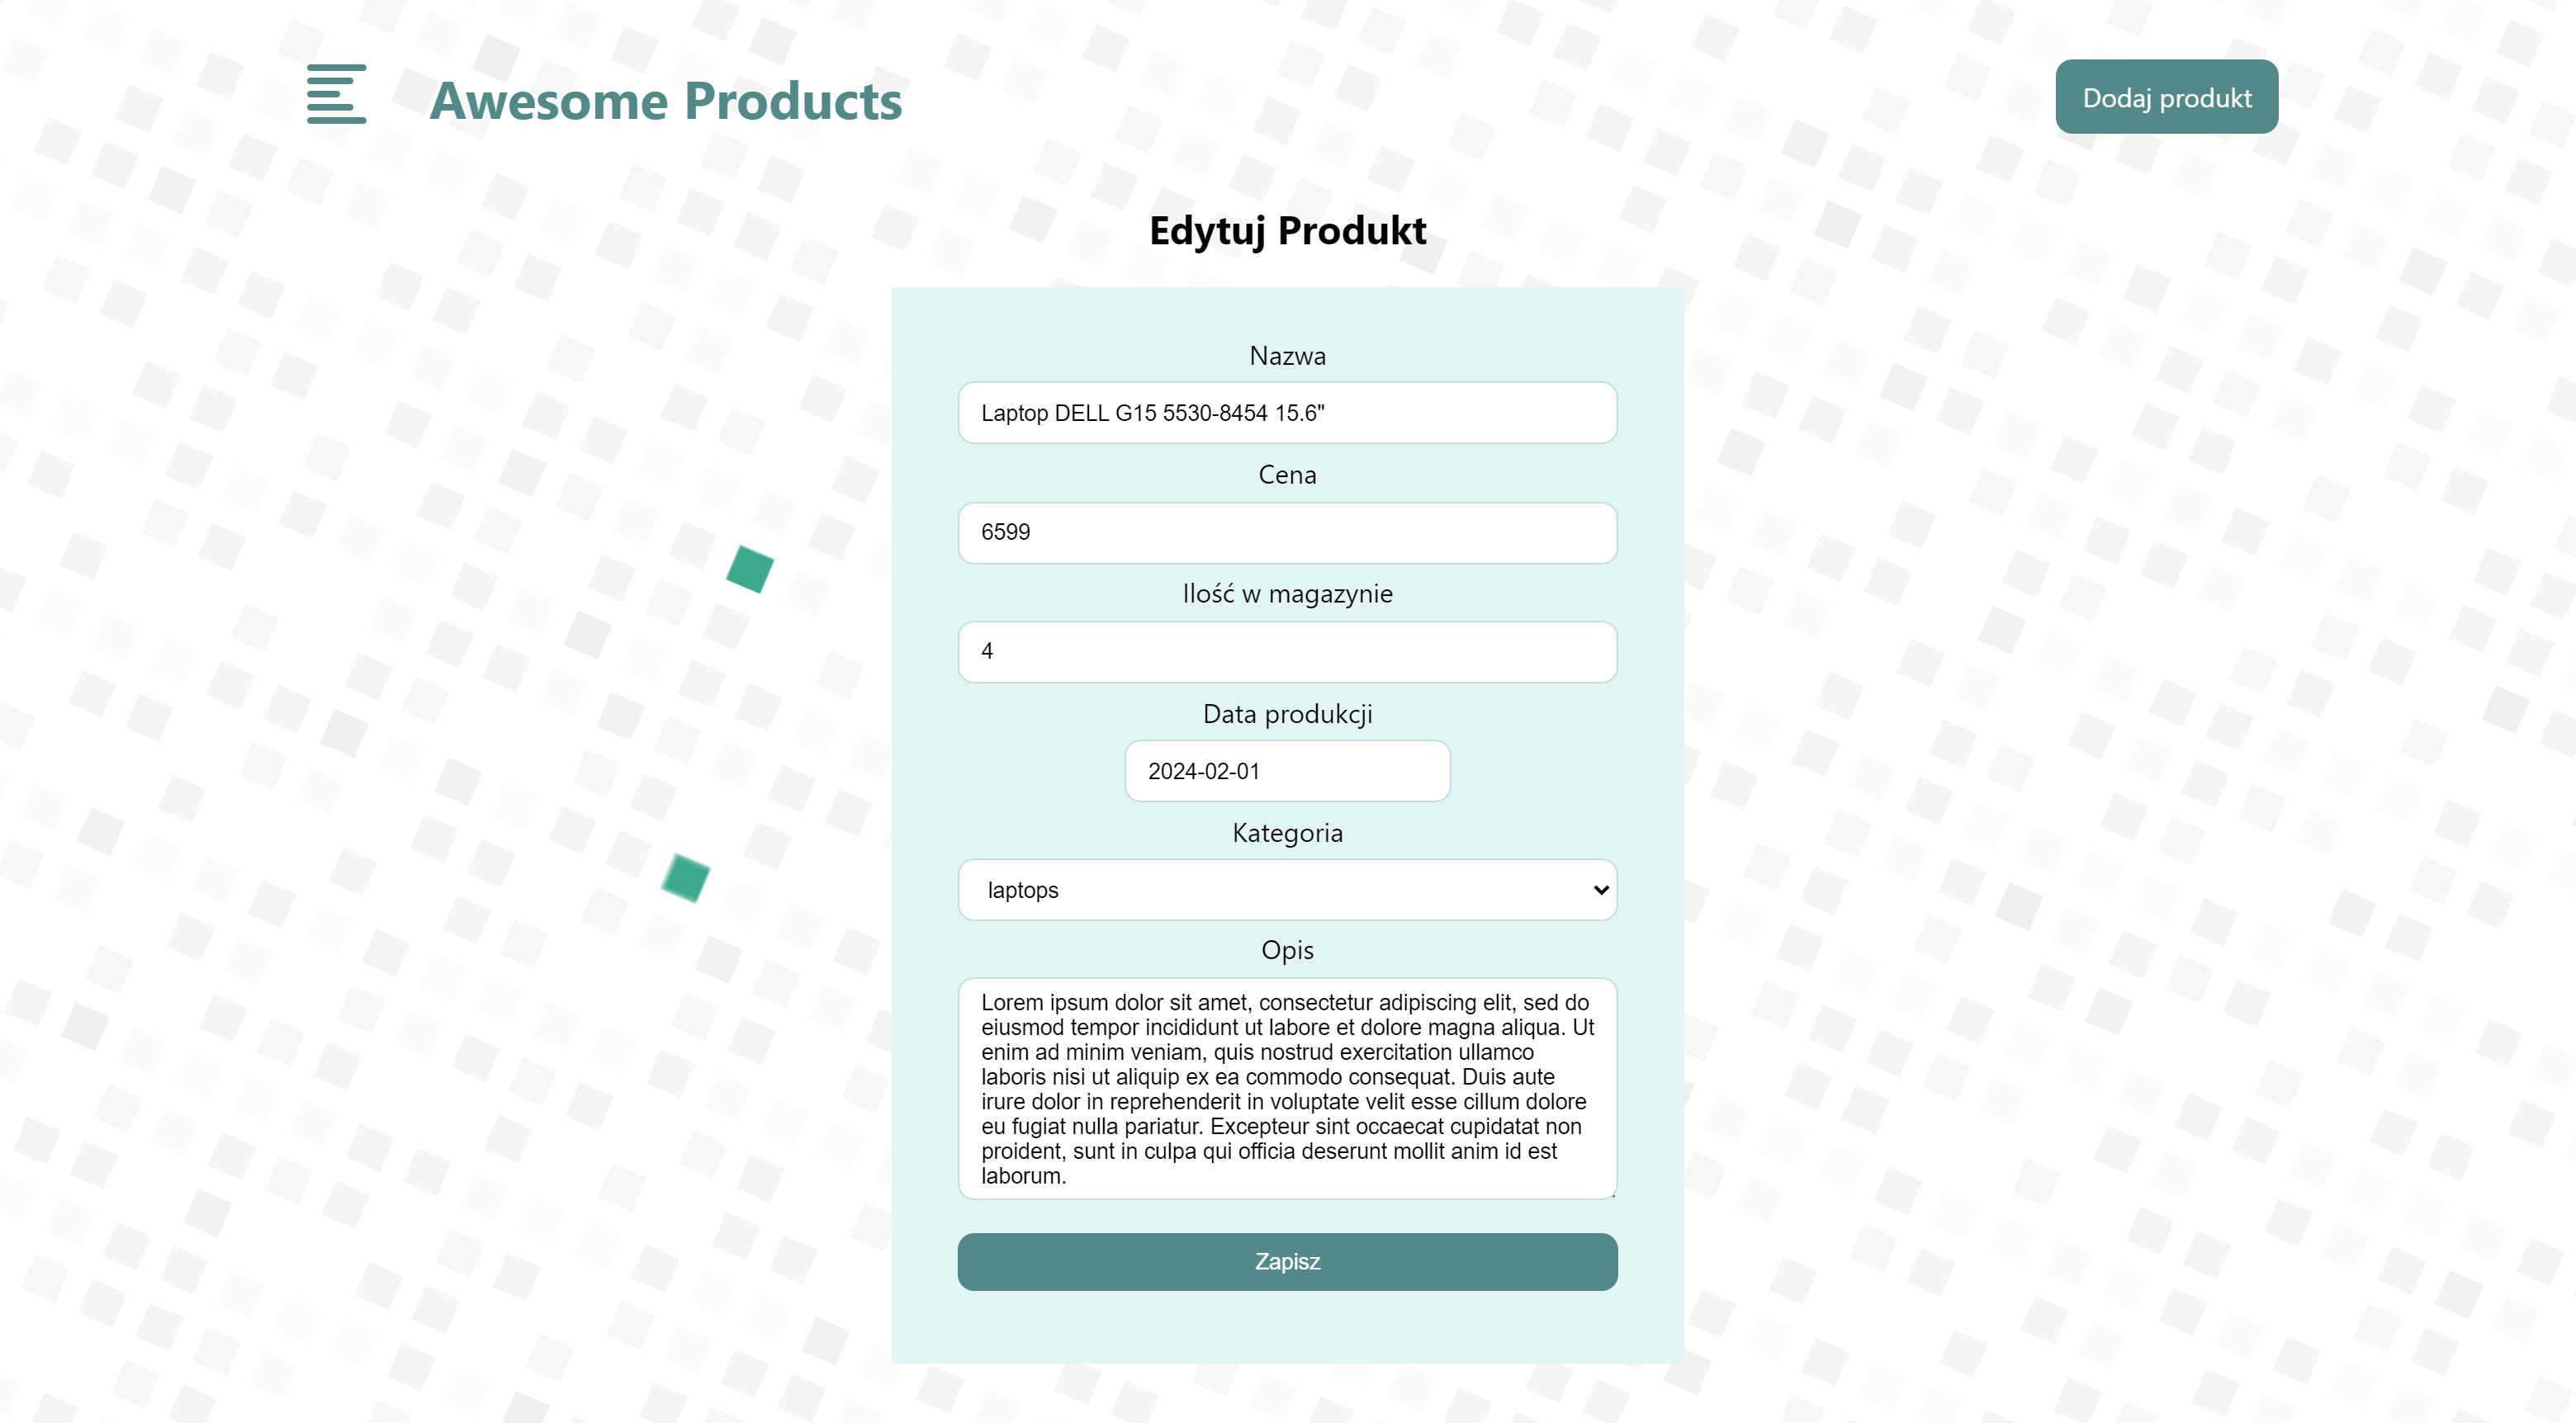 Awesome Products
Dodaj produkt
Edytuj Produkt
Nazwa
Laptop DELL G15 5530-8454 15.6"
Cena
6599
Ilość w magazynie
4
Data produkcji
2024-02-01
Kategoria
laptops
Opis
Lorem ipsum dolor sit amet, consectetur adipiscing elit, sed do
eiusmod tempor incididunt ut labore et dolore magna aliqua. Ut
enim ad minim veniam, quis nostrud exercitation ullamco
laboris nisi ut aliquip ex ea commodo consequat. Duis aute
irure dolor in reprehenderit in voluptate velit esse cillum dolore
eu fugiat nulla pariatur. Excepteur sint occaecat cupidatat non
proident, sunt in culpa qui officia deserunt mollit anim id est
laborum.
Zapisz